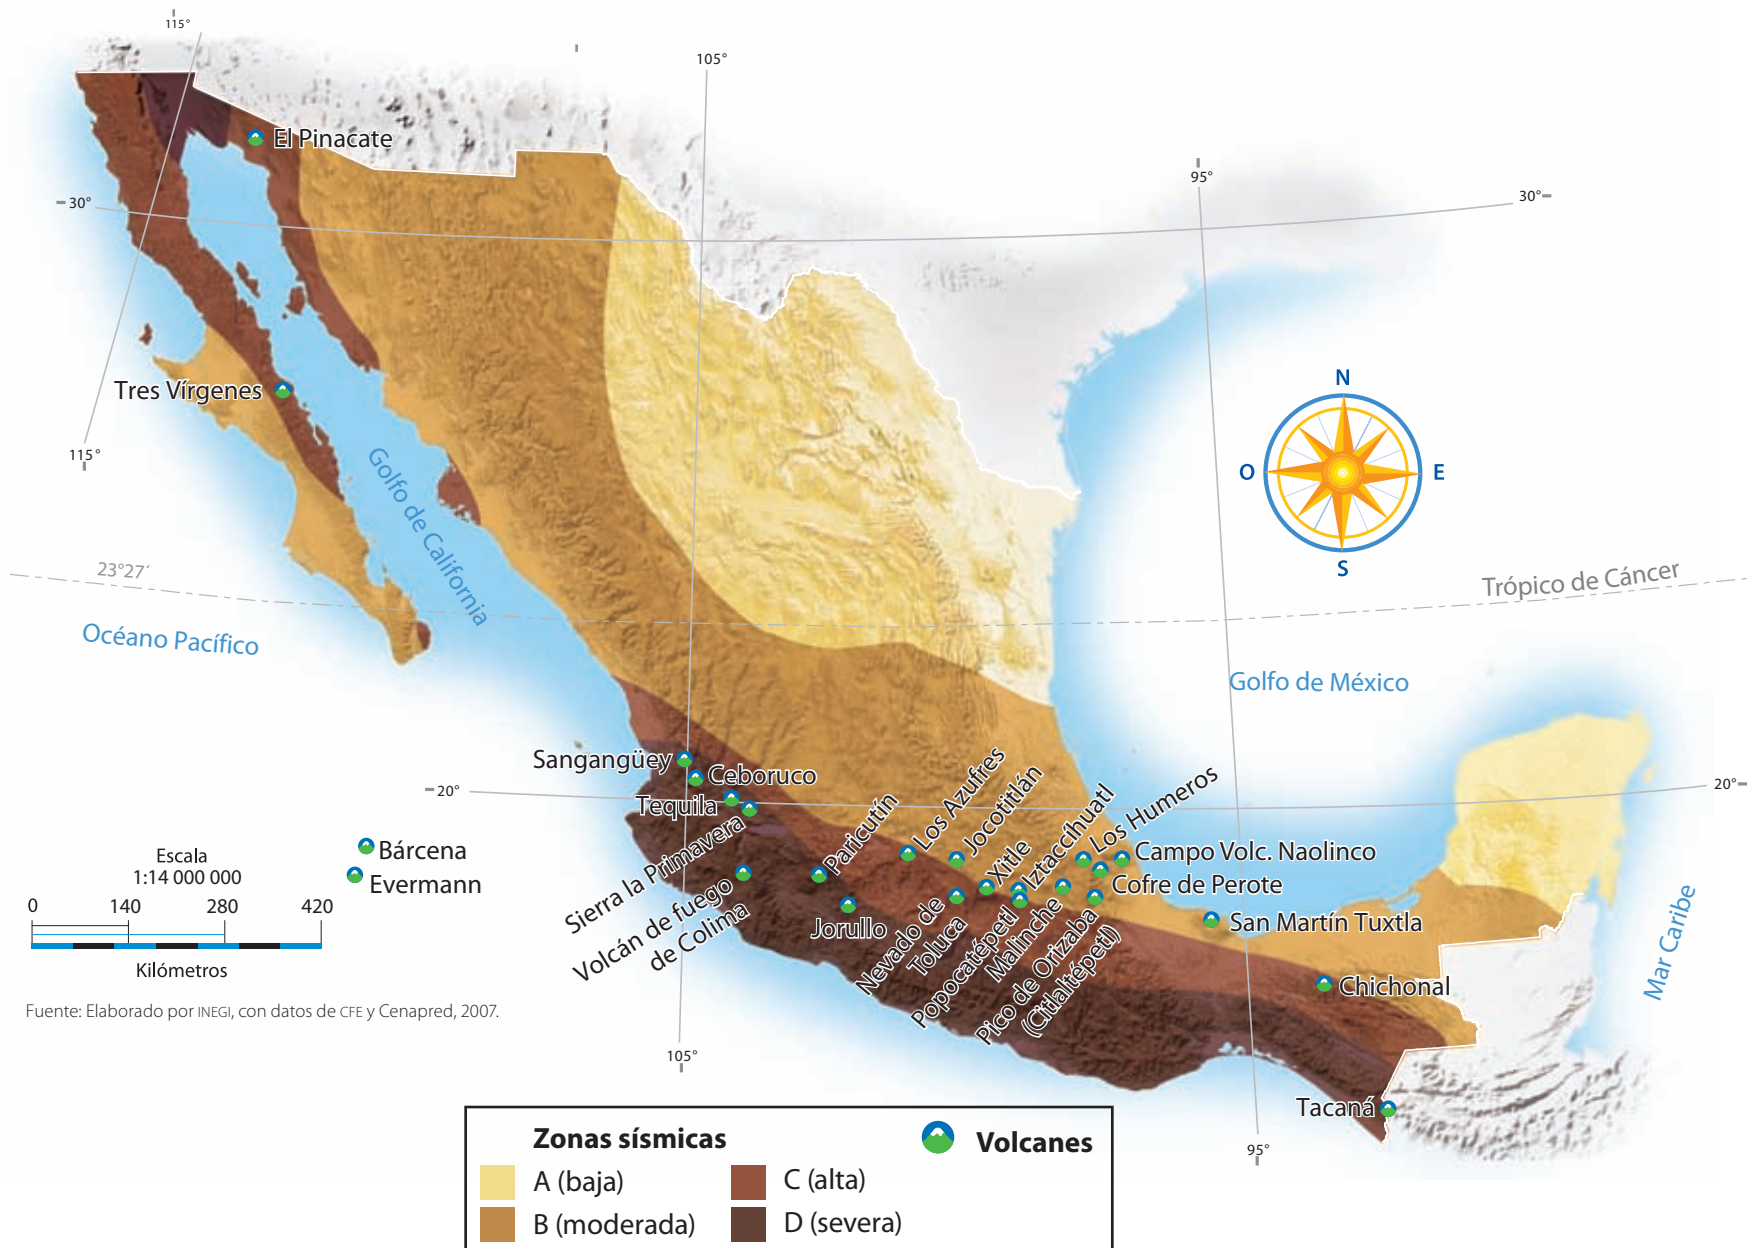 115°
105°
95°
30°
30°
El Pinacate
Tres Vírgenes
115°
Golfo de California
N
O
E
S
23°27´
Trópico de Cáncer
Océano Pacífico
Golfo de México
Sangangüey
Ceboruco
Tequila
Sierra la Primavera
Volcán de fuego
de Colima
Paricutín
Jorullo
Los Azufres
Jocotitlán
Nevado de
Toluca
Xitle
Iztaccíhuatl
Popocatépetl
Malinche
Los Humeros
Campo Volc. Naolinco
Cofre de Perote
Pico de Orizaba
(Citlaltépetl)
San Martín Tuxtla
Chichonal
Tacaná
20°
20°
Bárcena
Evermann
Mar Caribe
Escala
1:14 000 000
0 140 280 420
Kilómetros
Fuente: Elaborado por INEGI, con datos de CFE y Cenapred, 2007.
105°
95°
Zonas sísmicas
Volcanes
A (baja)
C (alta)
B (moderada)
D (severa)